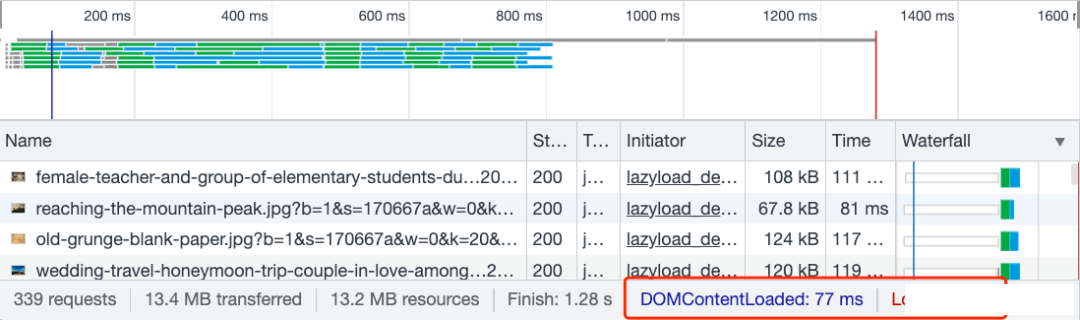 200 ms 400 ms 600 ms 800 ms 1000 ms 1200 ms 1400 ms 1600
Name St... T... Initiator Size Time Waterfall ▼
female-teacher-and-group-of-elementary-students-du...20... 200 j... lazyload_de... 108 kB 111 ...
reaching-the-mountain-peak.jpg?b=1&s=170667a&w=0&k... 200 j... lazyload_de... 67.8 kB 81 ms
old-grunge-blank-paper.jpg?b=1&s=170667a&w=0&k=20&... 200 j... lazyload_de... 124 kB 117 ...
wedding-travel-honeymoon-trip-couple-in-love-among...2... 200 j... lazyload_de... 120 kB 119 ...
339 requests 13.4 MB transferred 13.2 MB resources Finish: 1.28 s DOMContentLoaded: 77 ms